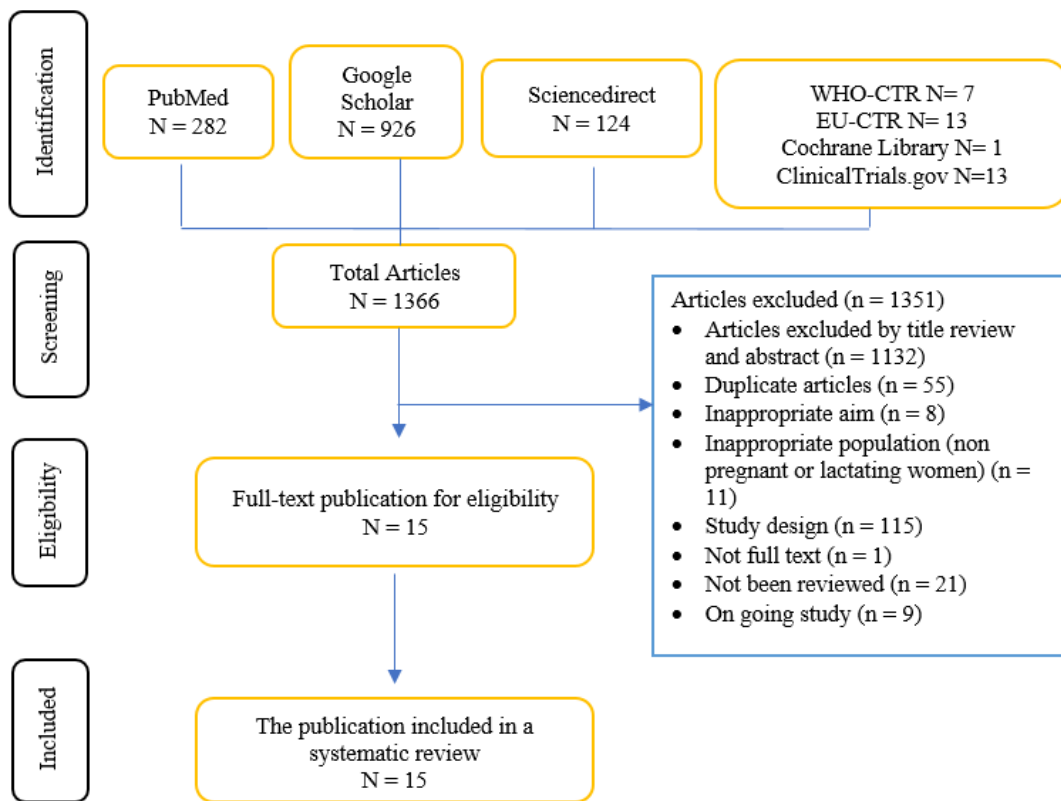 Identification
PubMed
N = 282
Google
Scholar
N = 926
Sciencedirect
N = 124
WHO-CTR N= 7
EU-CTR N= 13
Cochrane Library N= 1
ClinicalTrials.gov N=13
Screening
Total Articles
N = 1366
Articles excluded (n = 1351)
• Articles excluded by title review
and abstract (n = 1132)
• Duplicate articles (n = 55)
• Inappropriate aim (n = 8)
• Inappropriate population (non
pregnant or lactating women) (n =
11)
• Study design (n = 115)
• Not full text (n = 1)
• Not been reviewed (n = 21)
• On going study (n = 9)
Eligibility
Full-text publication for eligibility
N = 15
Included
The publication included in a
systematic review
N = 15